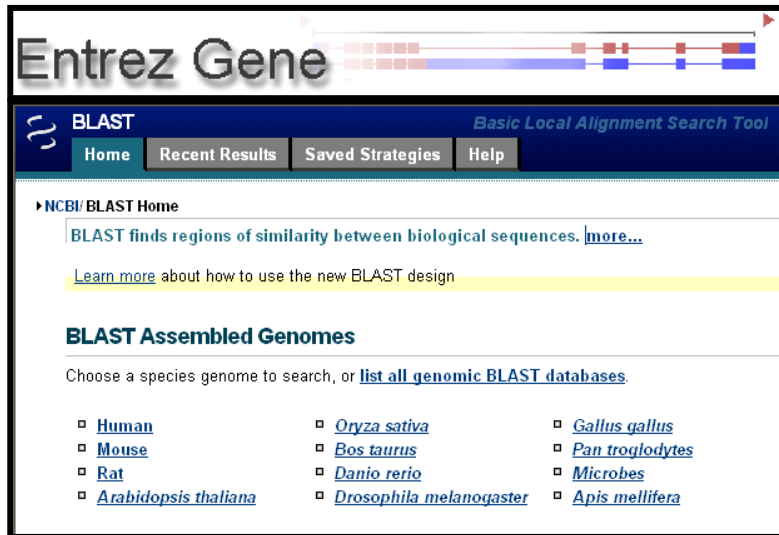 Entrez Gene
BLAST
Basic Local Alignment Search Tool
Home Recent Results Saved Strategies Help
NCBI/ BLAST Home
BLAST finds regions of similarity between biological sequences. more...
Learn more about how to use the new BLAST design
BLAST Assembled Genomes
Choose a species genome to search, or list all genomic BLAST databases.
Human Oryza sativa Gallus gallus
Mouse Bos taurus Pan troglodytes
Rat Danio rerio Microbes
Arabidopsis thaliana Drosophila melanogaster Apis mellifera